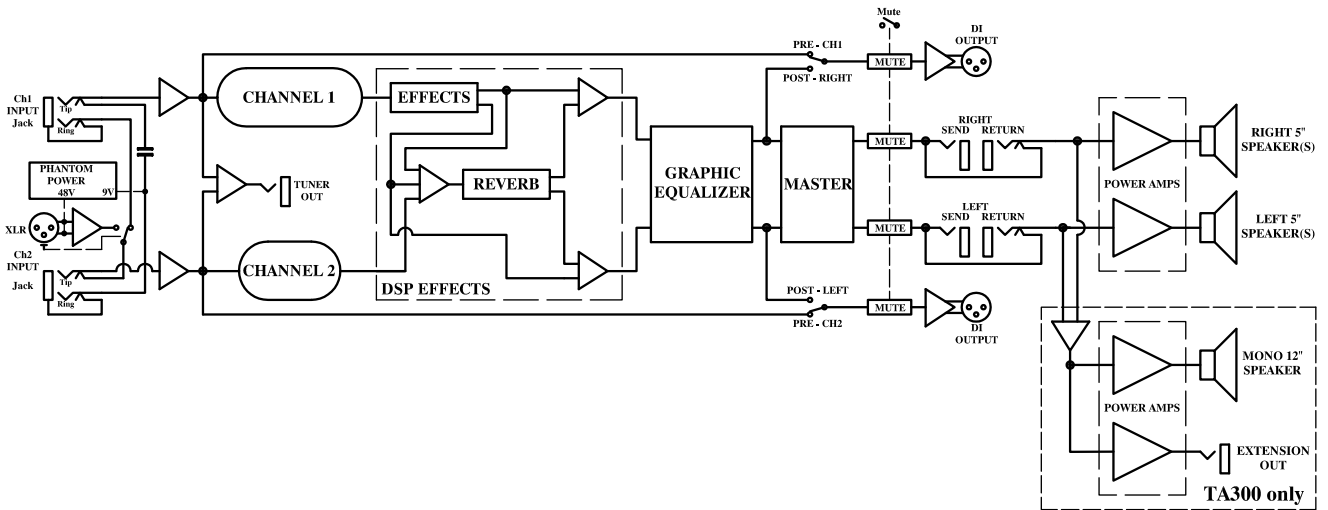 Mute
PRE - CH1
DI
OUTPUT
MUTE
POST - RIGHT
Ch1
INPUT
Jack
Tip
Ring
CHANNEL 1
EFFECTS
RIGHT
SEND
RETURN
MUTE
RIGHT 5"
SPEAKER(S)
PHANTOM
POWER
48V
9V
TUNER
OUT
REVERB
GRAPHIC
EQUALIZER
MASTER
POWER AMPS
XLR
LEFT
SEND
RETURN
MUTE
LEFT 5"
SPEAKER(S)
Ch2
INPUT
Jack
Tip
Ring
CHANNEL 2
DSP EFFECTS
POST - LEFT
MUTE
PRE - CH2
DI
OUTPUT
MONO 12"
SPEAKER
POWER AMPS
EXTENSION
OUT
TA300 only